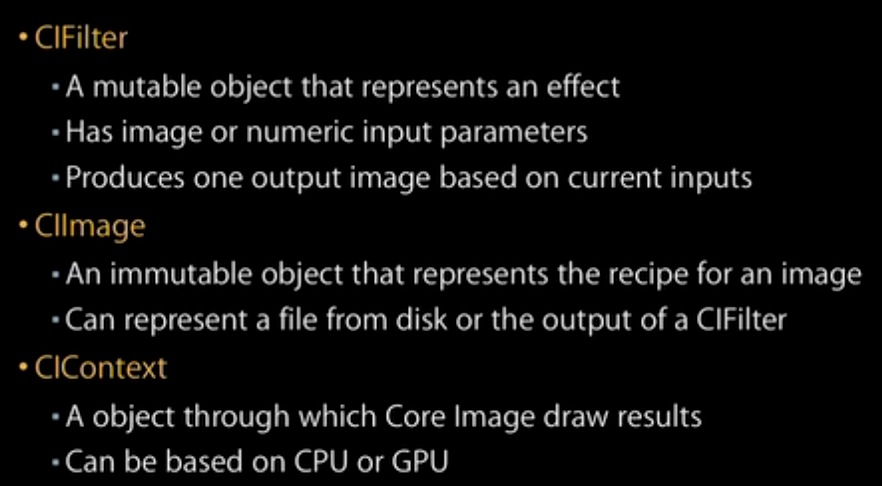 • CIFilter
▪ A mutable object that represents an effect
▪ Has image or numeric input parameters
▪ Produces one output image based on current inputs
• CIImage
▪ An immutable object that represents the recipe for an image
▪ Can represent a file from disk or the output of a CIFilter
• CIContext
▪ A object through which Core Image draw results
▪ Can be based on CPU or GPU